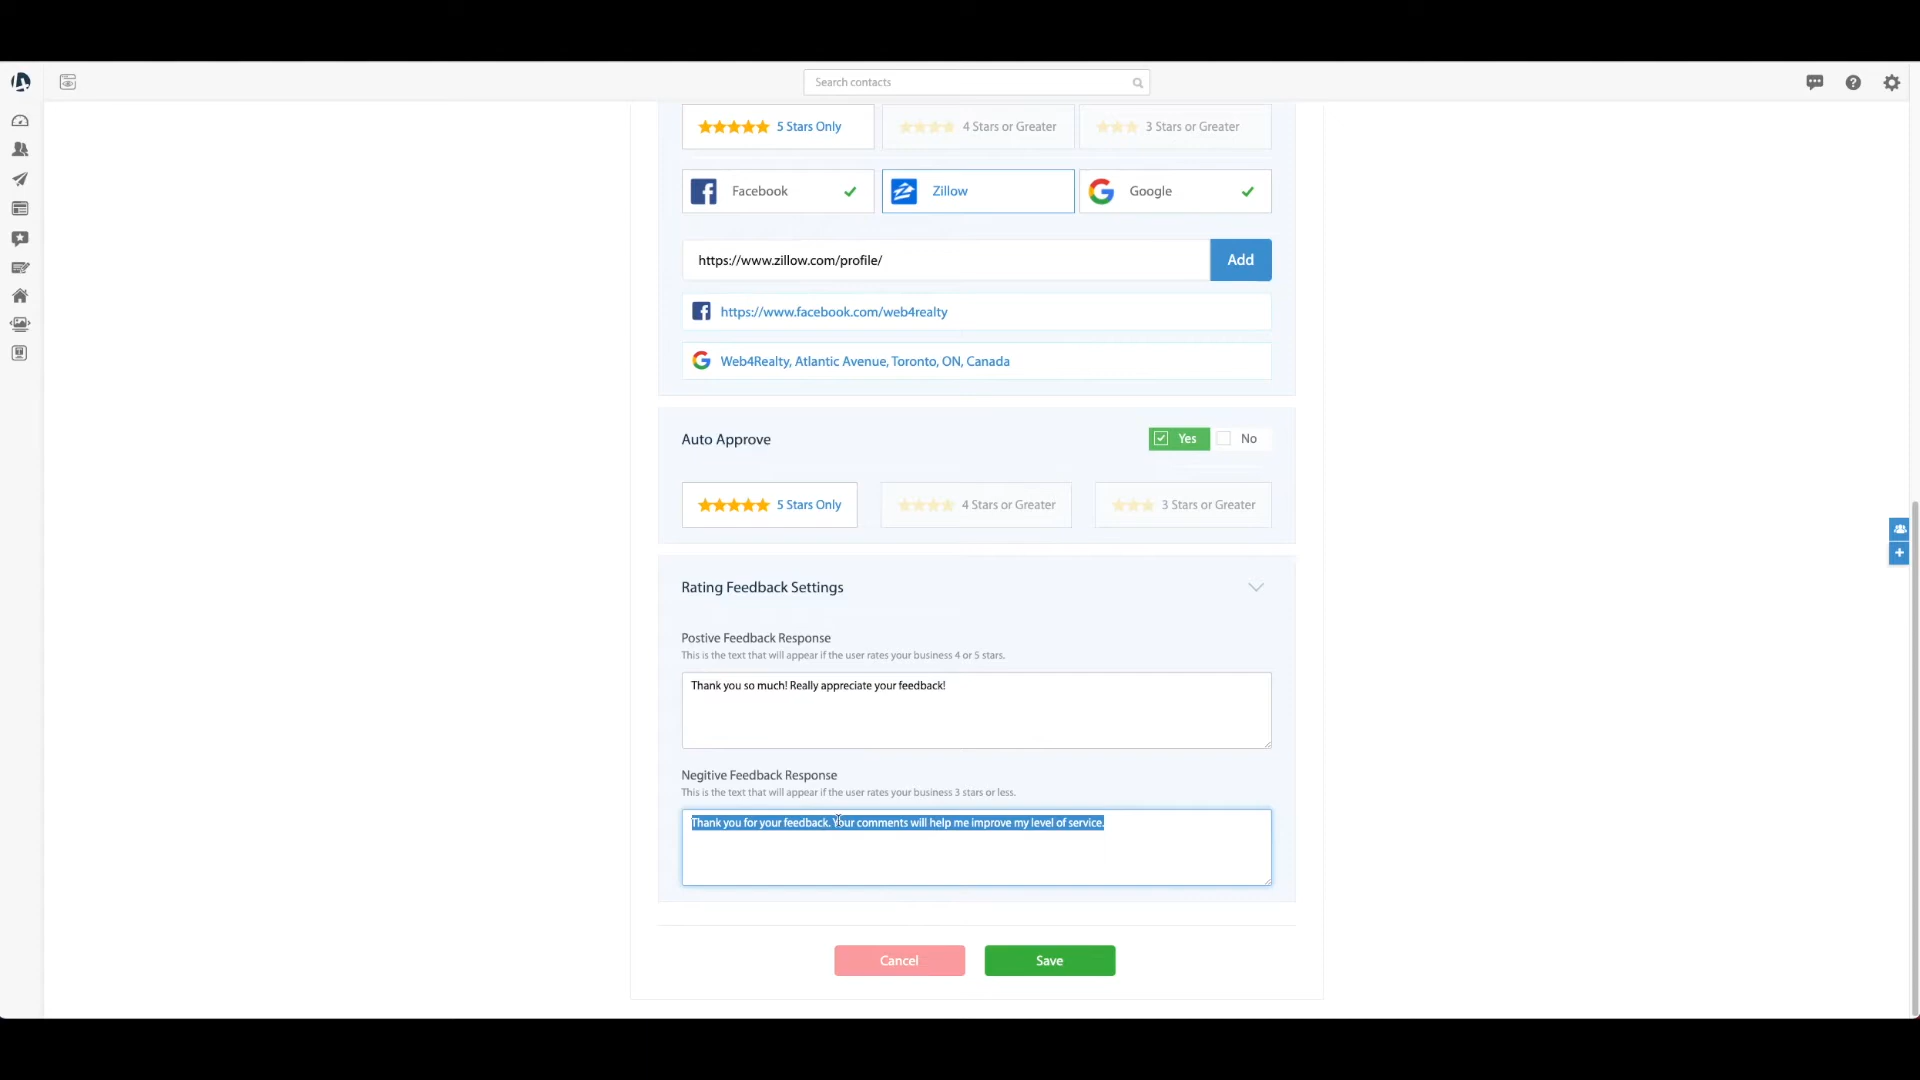 Search contacts
5 Stars Only 4 Stars or Greater 3 Stars or Greater
Facebook Zillow Google
https://www.zillow.com/profile/ Add
https://www.facebook.com/web4realty
Web4Realty, Atlantic Avenue, Toronto, ON, Canada
Auto Approve Yes No
5 Stars Only 4 Stars or Greater 3 Stars or Greater
Rating Feedback Settings
Postive Feedback Response
This is the text that will appear if the user rates your business 4 or 5 stars.
Thank you so much! Really appreciate your feedback!
Negitive Feedback Response
This is the text that will appear if the user rates your business 3 stars or less.
Thank you for your feedback. Your comments will help me improve my level of service.
Cancel Save